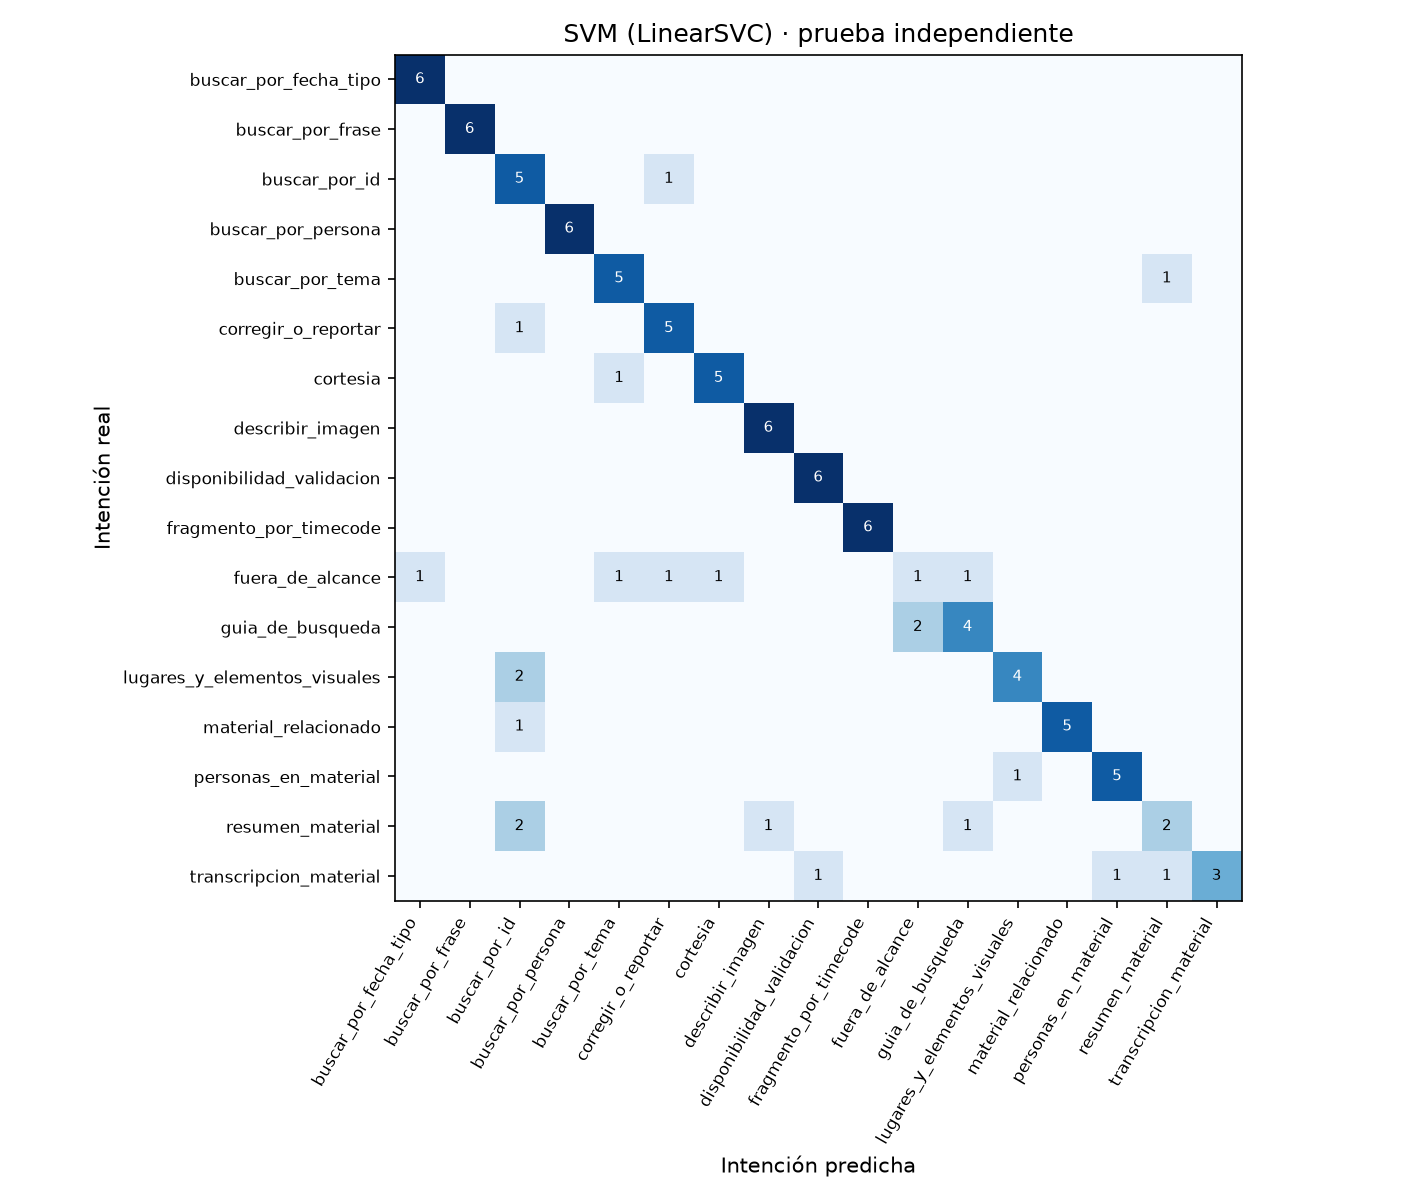 SVM (LinearSVC) · prueba independiente
Intención real
buscar_por_fecha_tipo 6
buscar_por_frase 6
buscar_por_id 5 1
buscar_por_persona 6
buscar_por_tema 5 1
corregir_o_reportar 1 5
cortesia 1 5
describir_imagen 6
disponibilidad_validacion 6
fragmento_por_timecode 6
fuera_de_alcance 1 1 1 1 1 1
guia_de_busqueda 2 4
lugares_y_elementos_visuales 2 4
material_relacionado 1 5
personas_en_material 1 5
resumen_material 2 1 1 2
transcripcion_material 1 1 1 3
buscar_por_fecha_tipo
buscar_por_frase
buscar_por_id
buscar_por_persona
buscar_por_tema
corregir_o_reportar
cortesia
describir_imagen
disponibilidad_validacion
fragmento_por_timecode
fuera_de_alcance
guia_de_busqueda
lugares_y_elementos_visuales
material_relacionado
personas_en_material
resumen_material
transcripcion_material
Intención predicha